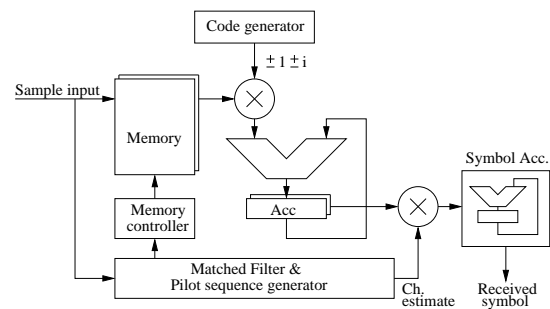 Code generator
± 1 ± i
Sample input
Memory
Symbol Acc.
Acc
Memory
controller
Matched Filter &
Pilot sequence generator
Ch.
estimate
Received
symbol